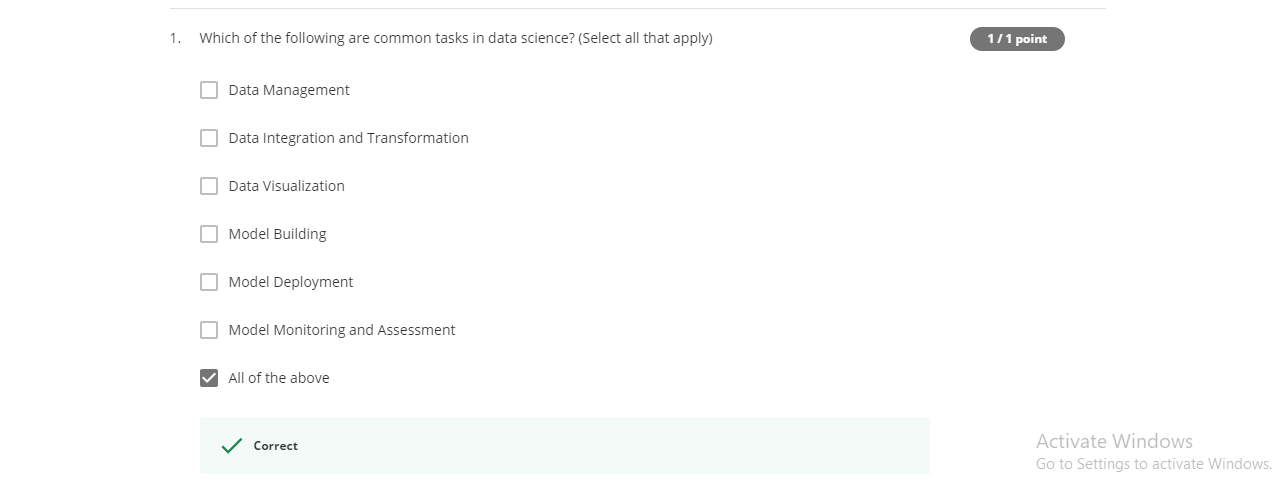 1. Which of the following are common tasks in data science? (Select all that apply)
1 / 1 point
Data Management
Data Integration and Transformation
Data Visualization
Model Building
Model Deployment
Model Monitoring and Assessment
All of the above
Correct
Activate Windows
Go to Settings to activate Windows.